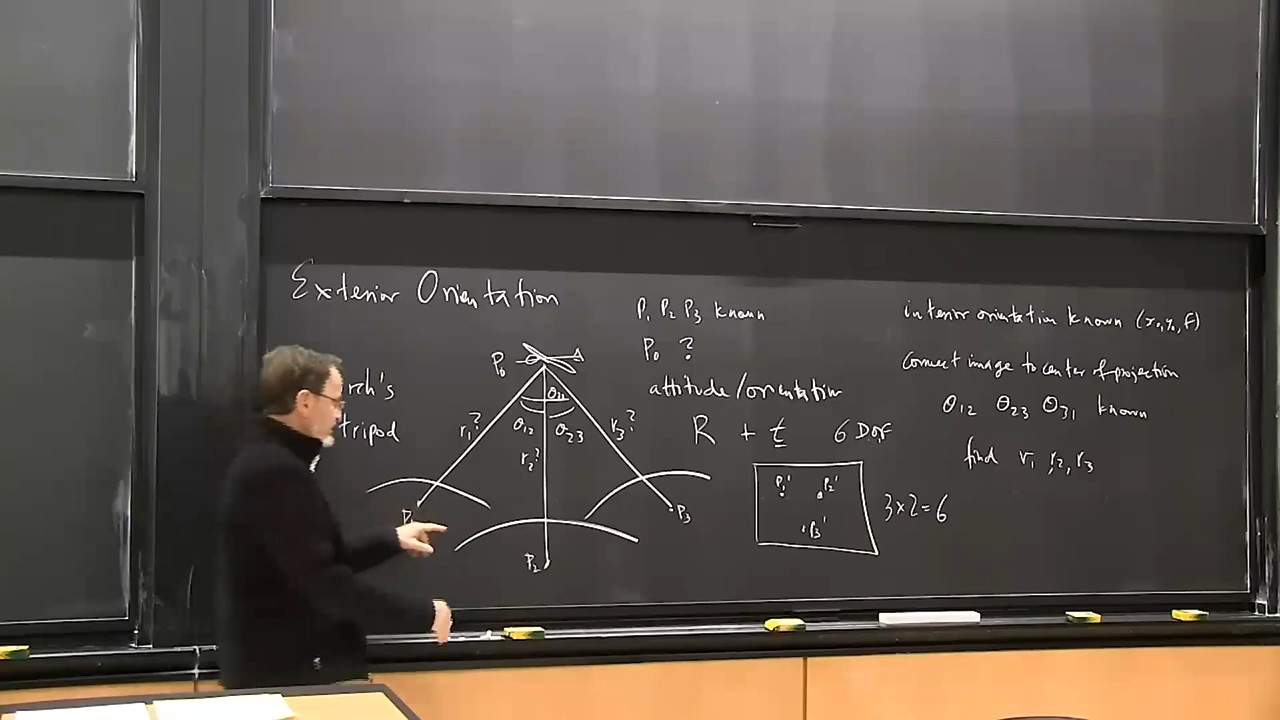 Exterior Orientation
rch's
tripod
P₀
θ₁₂ θ₂₃
r₁? r₂? r₃?
P₂
P₃
P₁ P₂ P₃ known
P₀ ?
attitude/orientation
R + t 6 DOF
P₁' P₂'
P₃'
3×2=6
interior orientation known (x₀,y₀,f)
connect image to center of projection
θ₁₂ θ₂₃ θ₃₁ known
find r₁ r₂, r₃